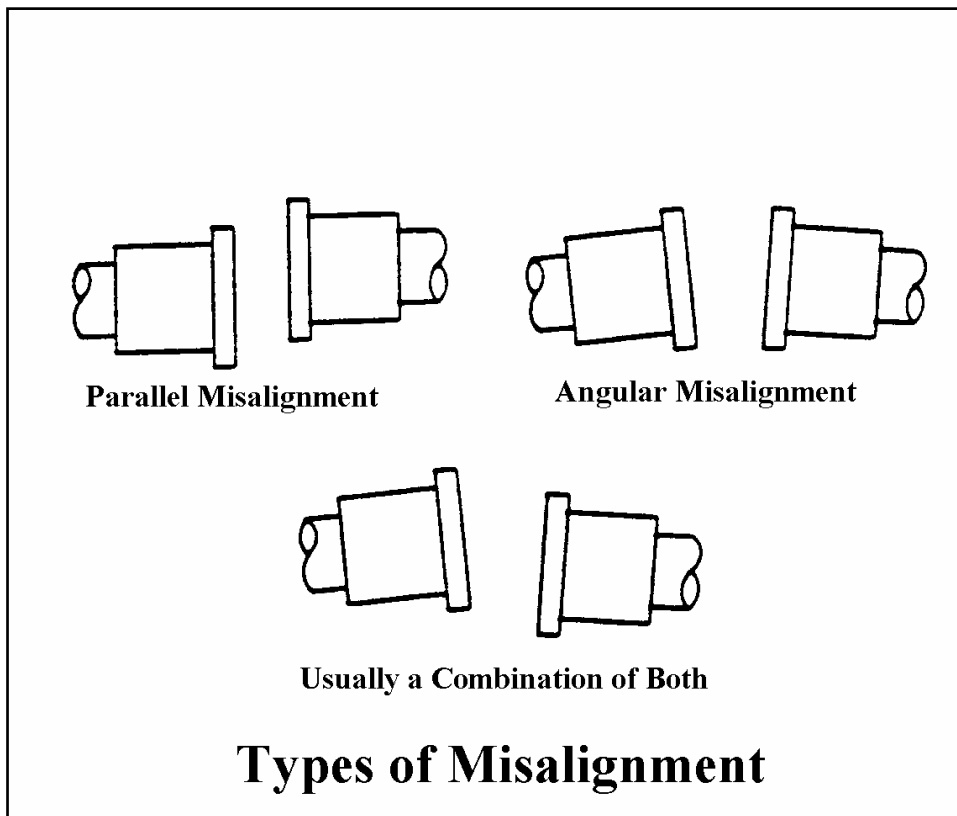 Parallel Misalignment
Angular Misalignment
Usually a Combination of Both
Types of Misalignment